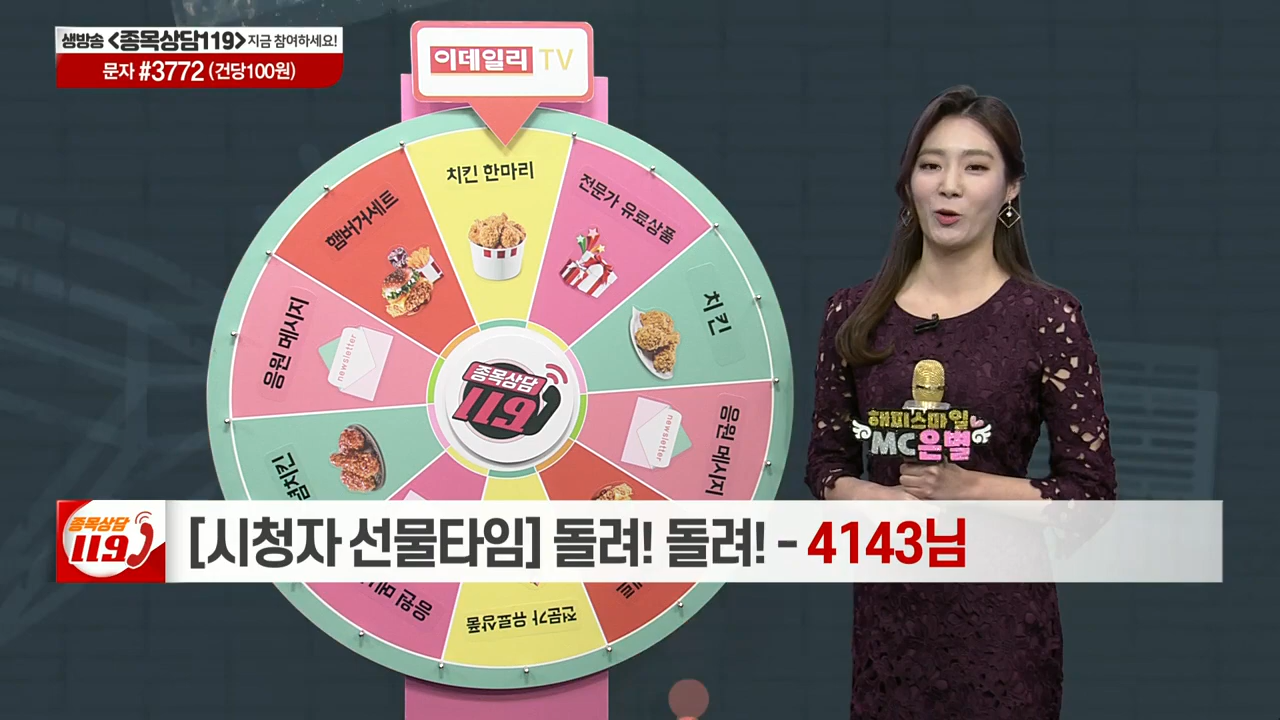 생방송 <종목상담119> 지금 참여하세요!
문자 #3772 (건당100원)
이데일리 TV
치킨 한마리
전문가 유료상품
햄버거세트
치킨
응원 메시지
newsletter
종목상담
119
응원 메시지
newsletter
해피스마일
MC은별
종목상담
119
[시청자 선물타임] 돌려! 돌려! - 4143님
응원 메시
전문가 유료상품